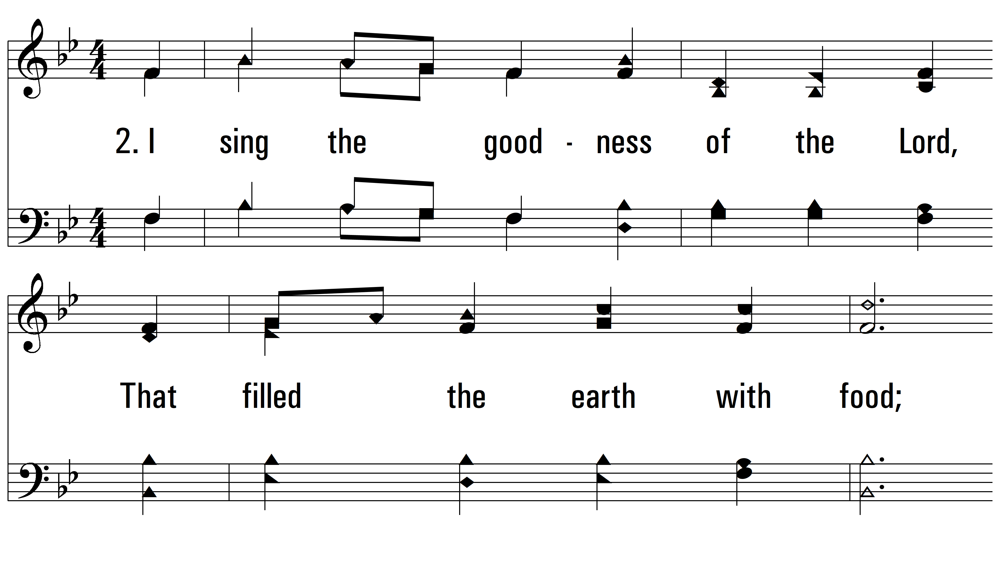 2. I sing the good - ness of the Lord,
That filled the earth with food;